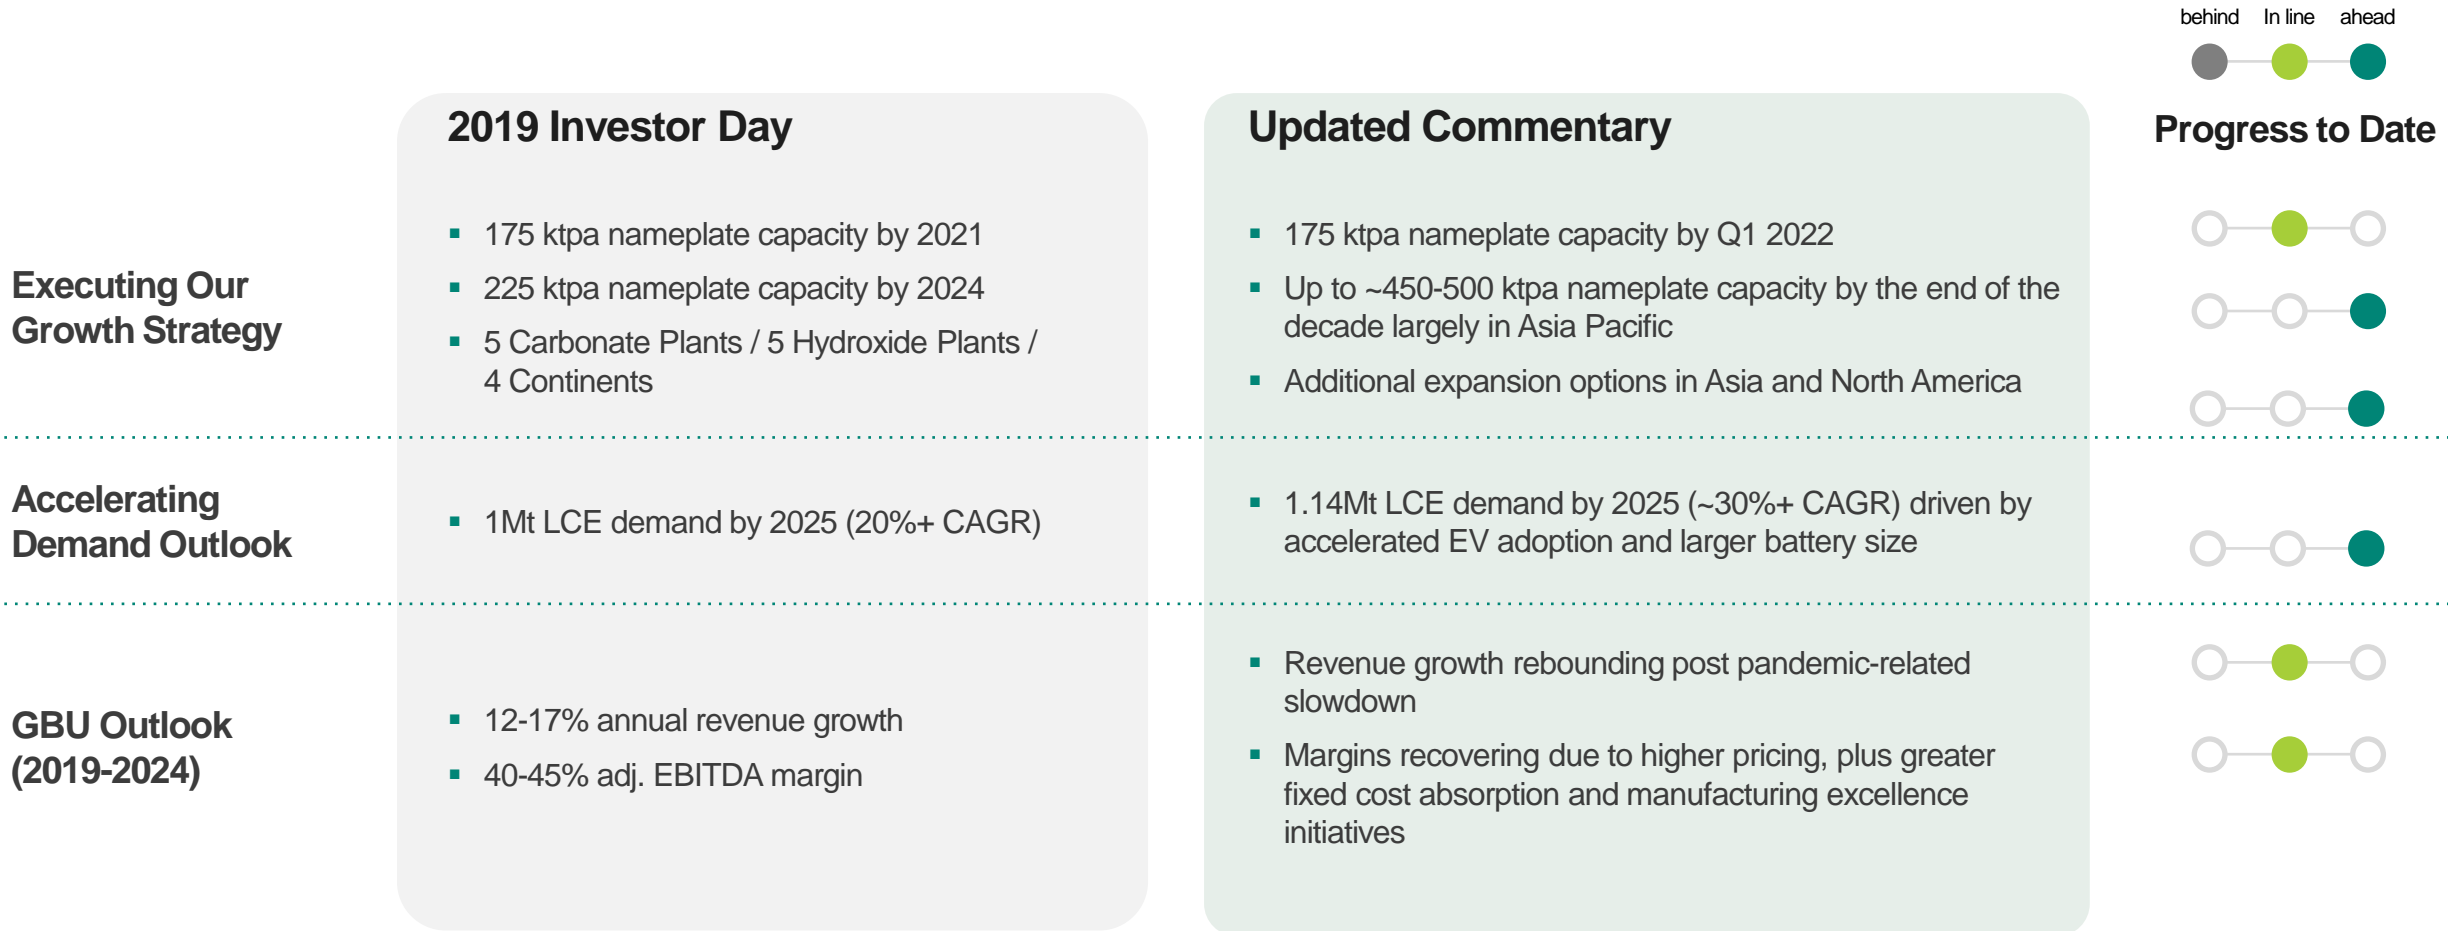 behind In line ahead
2019 Investor Day
Updated Commentary
Progress to Date
Executing Our
Growth Strategy
▪ 175 ktpa nameplate capacity by 2021
▪ 225 ktpa nameplate capacity by 2024
▪ 5 Carbonate Plants / 5 Hydroxide Plants /
4 Continents
▪ 175 ktpa nameplate capacity by Q1 2022
▪ Up to ~450-500 ktpa nameplate capacity by the end of the
decade largely in Asia Pacific
▪ Additional expansion options in Asia and North America
Accelerating
Demand Outlook
▪ 1Mt LCE demand by 2025 (20%+ CAGR)
▪ 1.14Mt LCE demand by 2025 (~30%+ CAGR) driven by
accelerated EV adoption and larger battery size
GBU Outlook
(2019-2024)
▪ 12-17% annual revenue growth
▪ 40-45% adj. EBITDA margin
▪ Revenue growth rebounding post pandemic-related
slowdown
▪ Margins recovering due to higher pricing, plus greater
fixed cost absorption and manufacturing excellence
initiatives